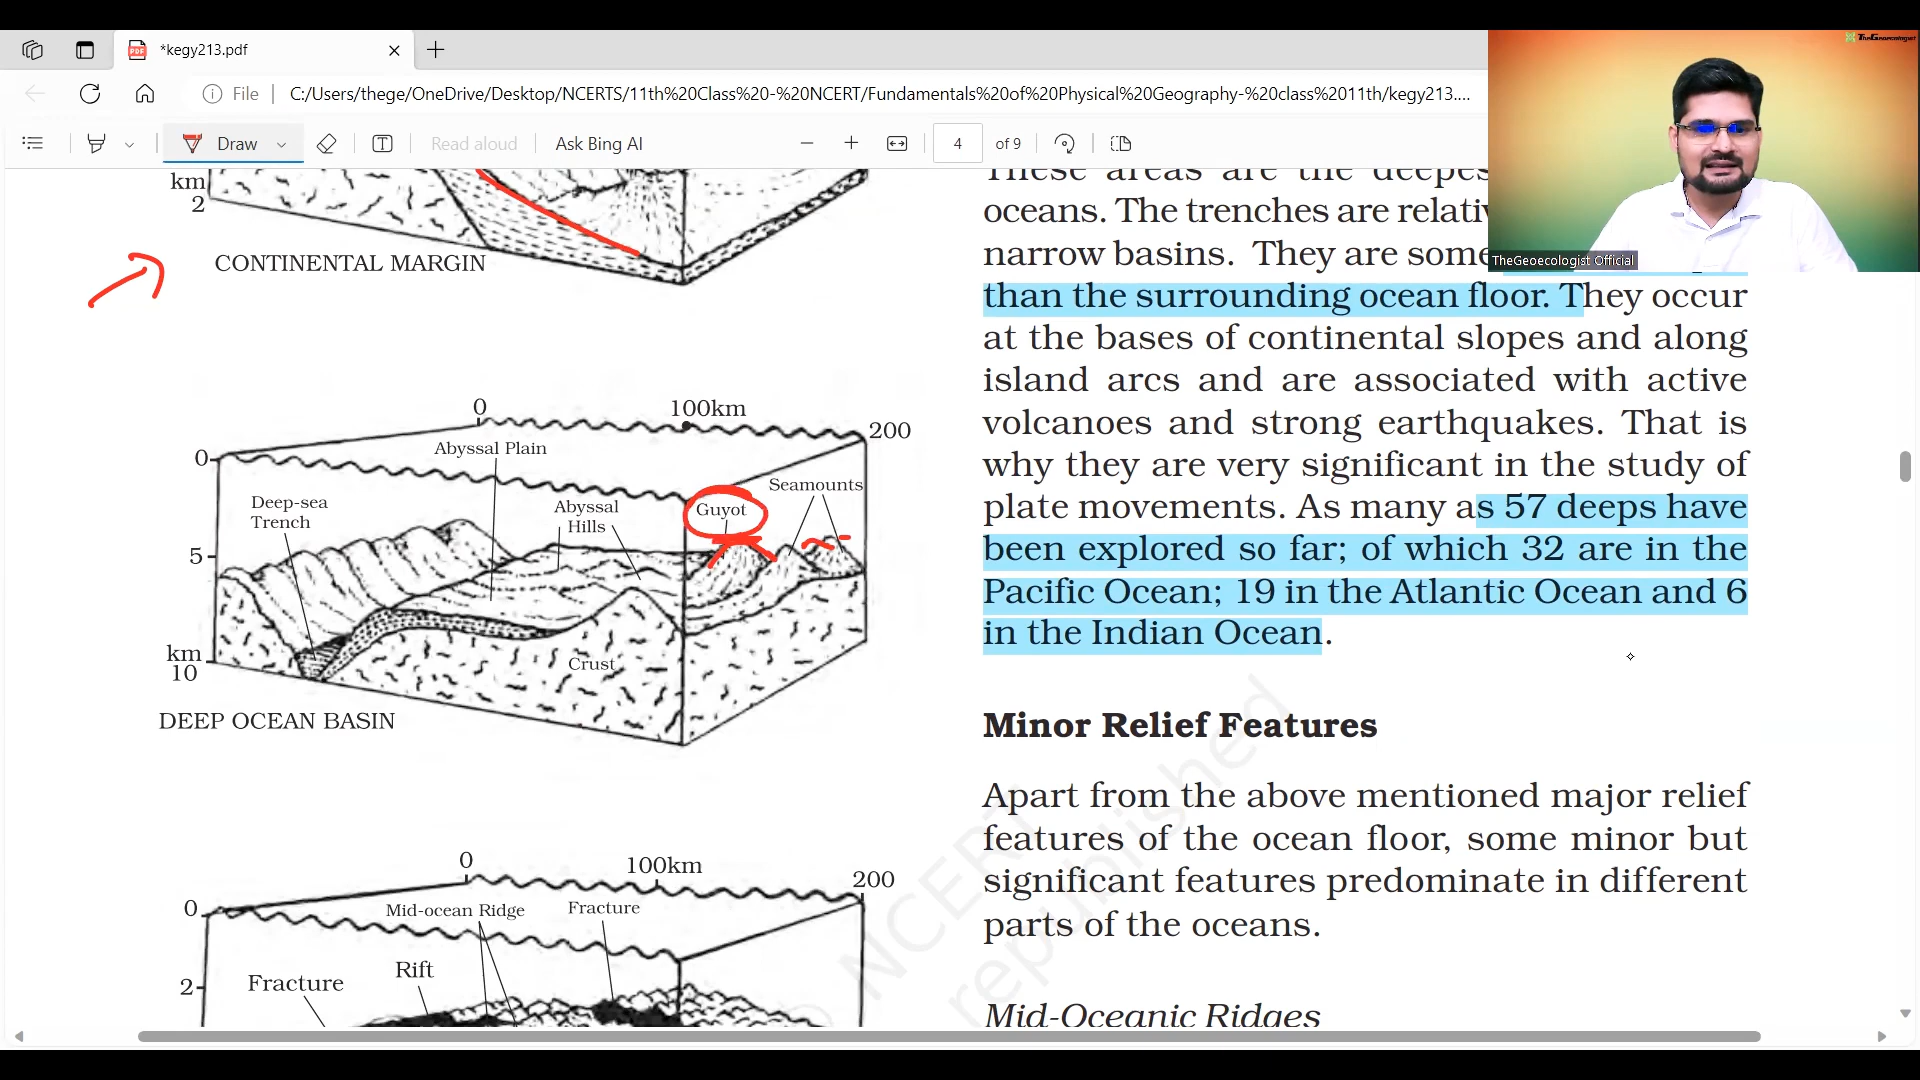 *kegy213.pdf
File
C:/Users/thege/OneDrive/Desktop/NCERTS/11th%20Class%20-%20NCERT/Fundamentals%20of%20Physical%20Geography-%20class%2011th/kegy213....
Draw
Read aloud
Ask Bing AI
4
of 9
TheGeoecologist
TheGeoecologist Official
km
2
CONTINENTAL MARGIN
0
100km
200
0
Abyssal Plain
Seamounts
Deep-sea
Trench
Abyssal
Hills
Guyot
5
km
10
Crust
DEEP OCEAN BASIN
0
100km
200
0
Mid-ocean Ridge
Fracture
Rift
Fracture
2
These areas are the deepes
oceans. The trenches are relativ
narrow basins. They are some
than the surrounding ocean floor. They occur
at the bases of continental slopes and along
island arcs and are associated with active
volcanoes and strong earthquakes. That is
why they are very significant in the study of
plate movements. As many as 57 deeps have
been explored so far; of which 32 are in the
Pacific Ocean; 19 in the Atlantic Ocean and 6
in the Indian Ocean.
Minor Relief Features
Apart from the above mentioned major relief
features of the ocean floor, some minor but
significant features predominate in different
parts of the oceans.
Mid-Oceanic Ridges
NCERT
republished